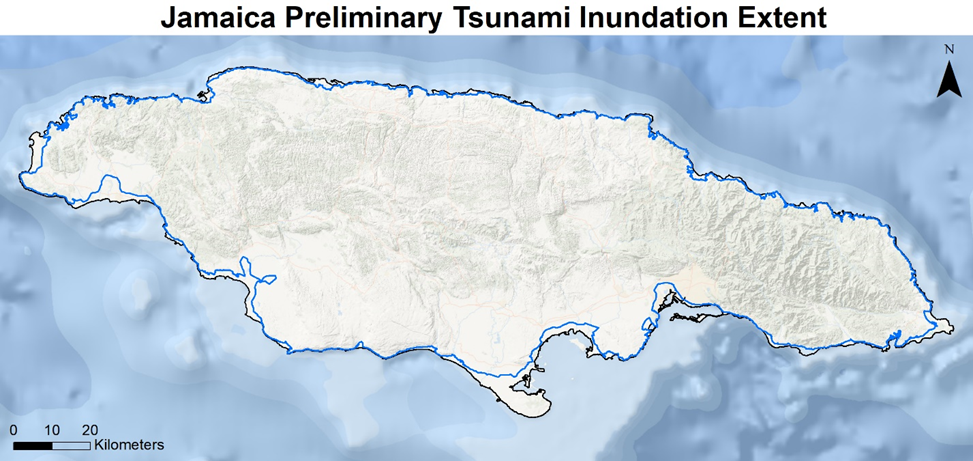 Jamaica Preliminary Tsunami Inundation Extent
N
0 10 20
Kilometers